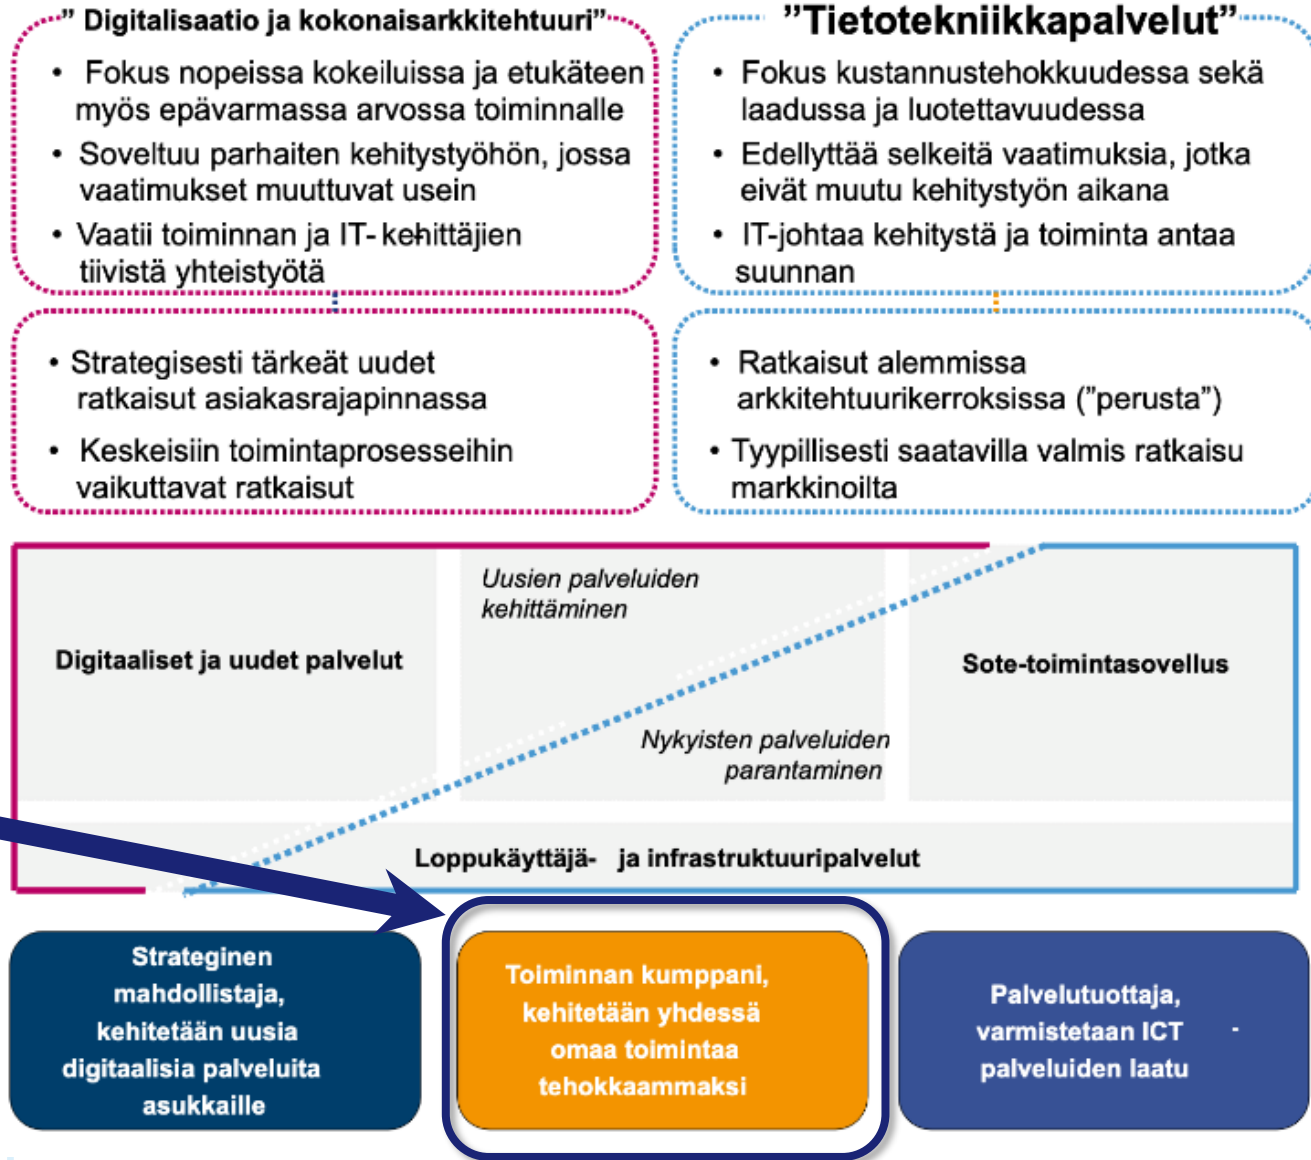 ” Digitalisaatio ja kokonaisarkkitehtuuri”
• Fokus nopeissa kokeiluissa ja etukäteen
myös epävarmassa arvossa toiminnalle
• Soveltuu parhaiten kehitystyöhön, jossa
vaatimukset muuttuvat usein
• Vaatii toiminnan ja IT-kehittäjien
tiivistä yhteistyötä
• Strategisesti tärkeät uudet
ratkaisut asiakasrajapinnassa
• Keskeisiin toimintaprosesseihin
vaikuttavat ratkaisut
”Tietotekniikkapalvelut”
• Fokus kustannustehokkuudessa sekä
laadussa ja luotettavuudessa
• Edellyttää selkeitä vaatimuksia, jotka
eivät muutu kehitystyön aikana
• IT-johtaa kehitystä ja toiminta antaa
suunnan
• Ratkaisut alemmissa
arkkitehtuurikerroksissa (”perusta”)
• Tyypillisesti saatavilla valmis ratkaisu
markkinoilta
Digitaaliset ja uudet palvelut
Uusien palveluiden
kehittäminen
Nykyisten palveluiden
parantaminen
Sote-toimintasovellus
Loppukäyttäjä- ja infrastruktuuripalvelut
Strateginen
mahdollistaja,
kehitetään uusia
digitaalisia palveluita
asukkaille
Toiminnan kumppani,
kehitetään yhdessä
omaa toimintaa
tehokkaammaksi
Palvelutuottaja,
varmistetaan ICT -
palveluiden laatu